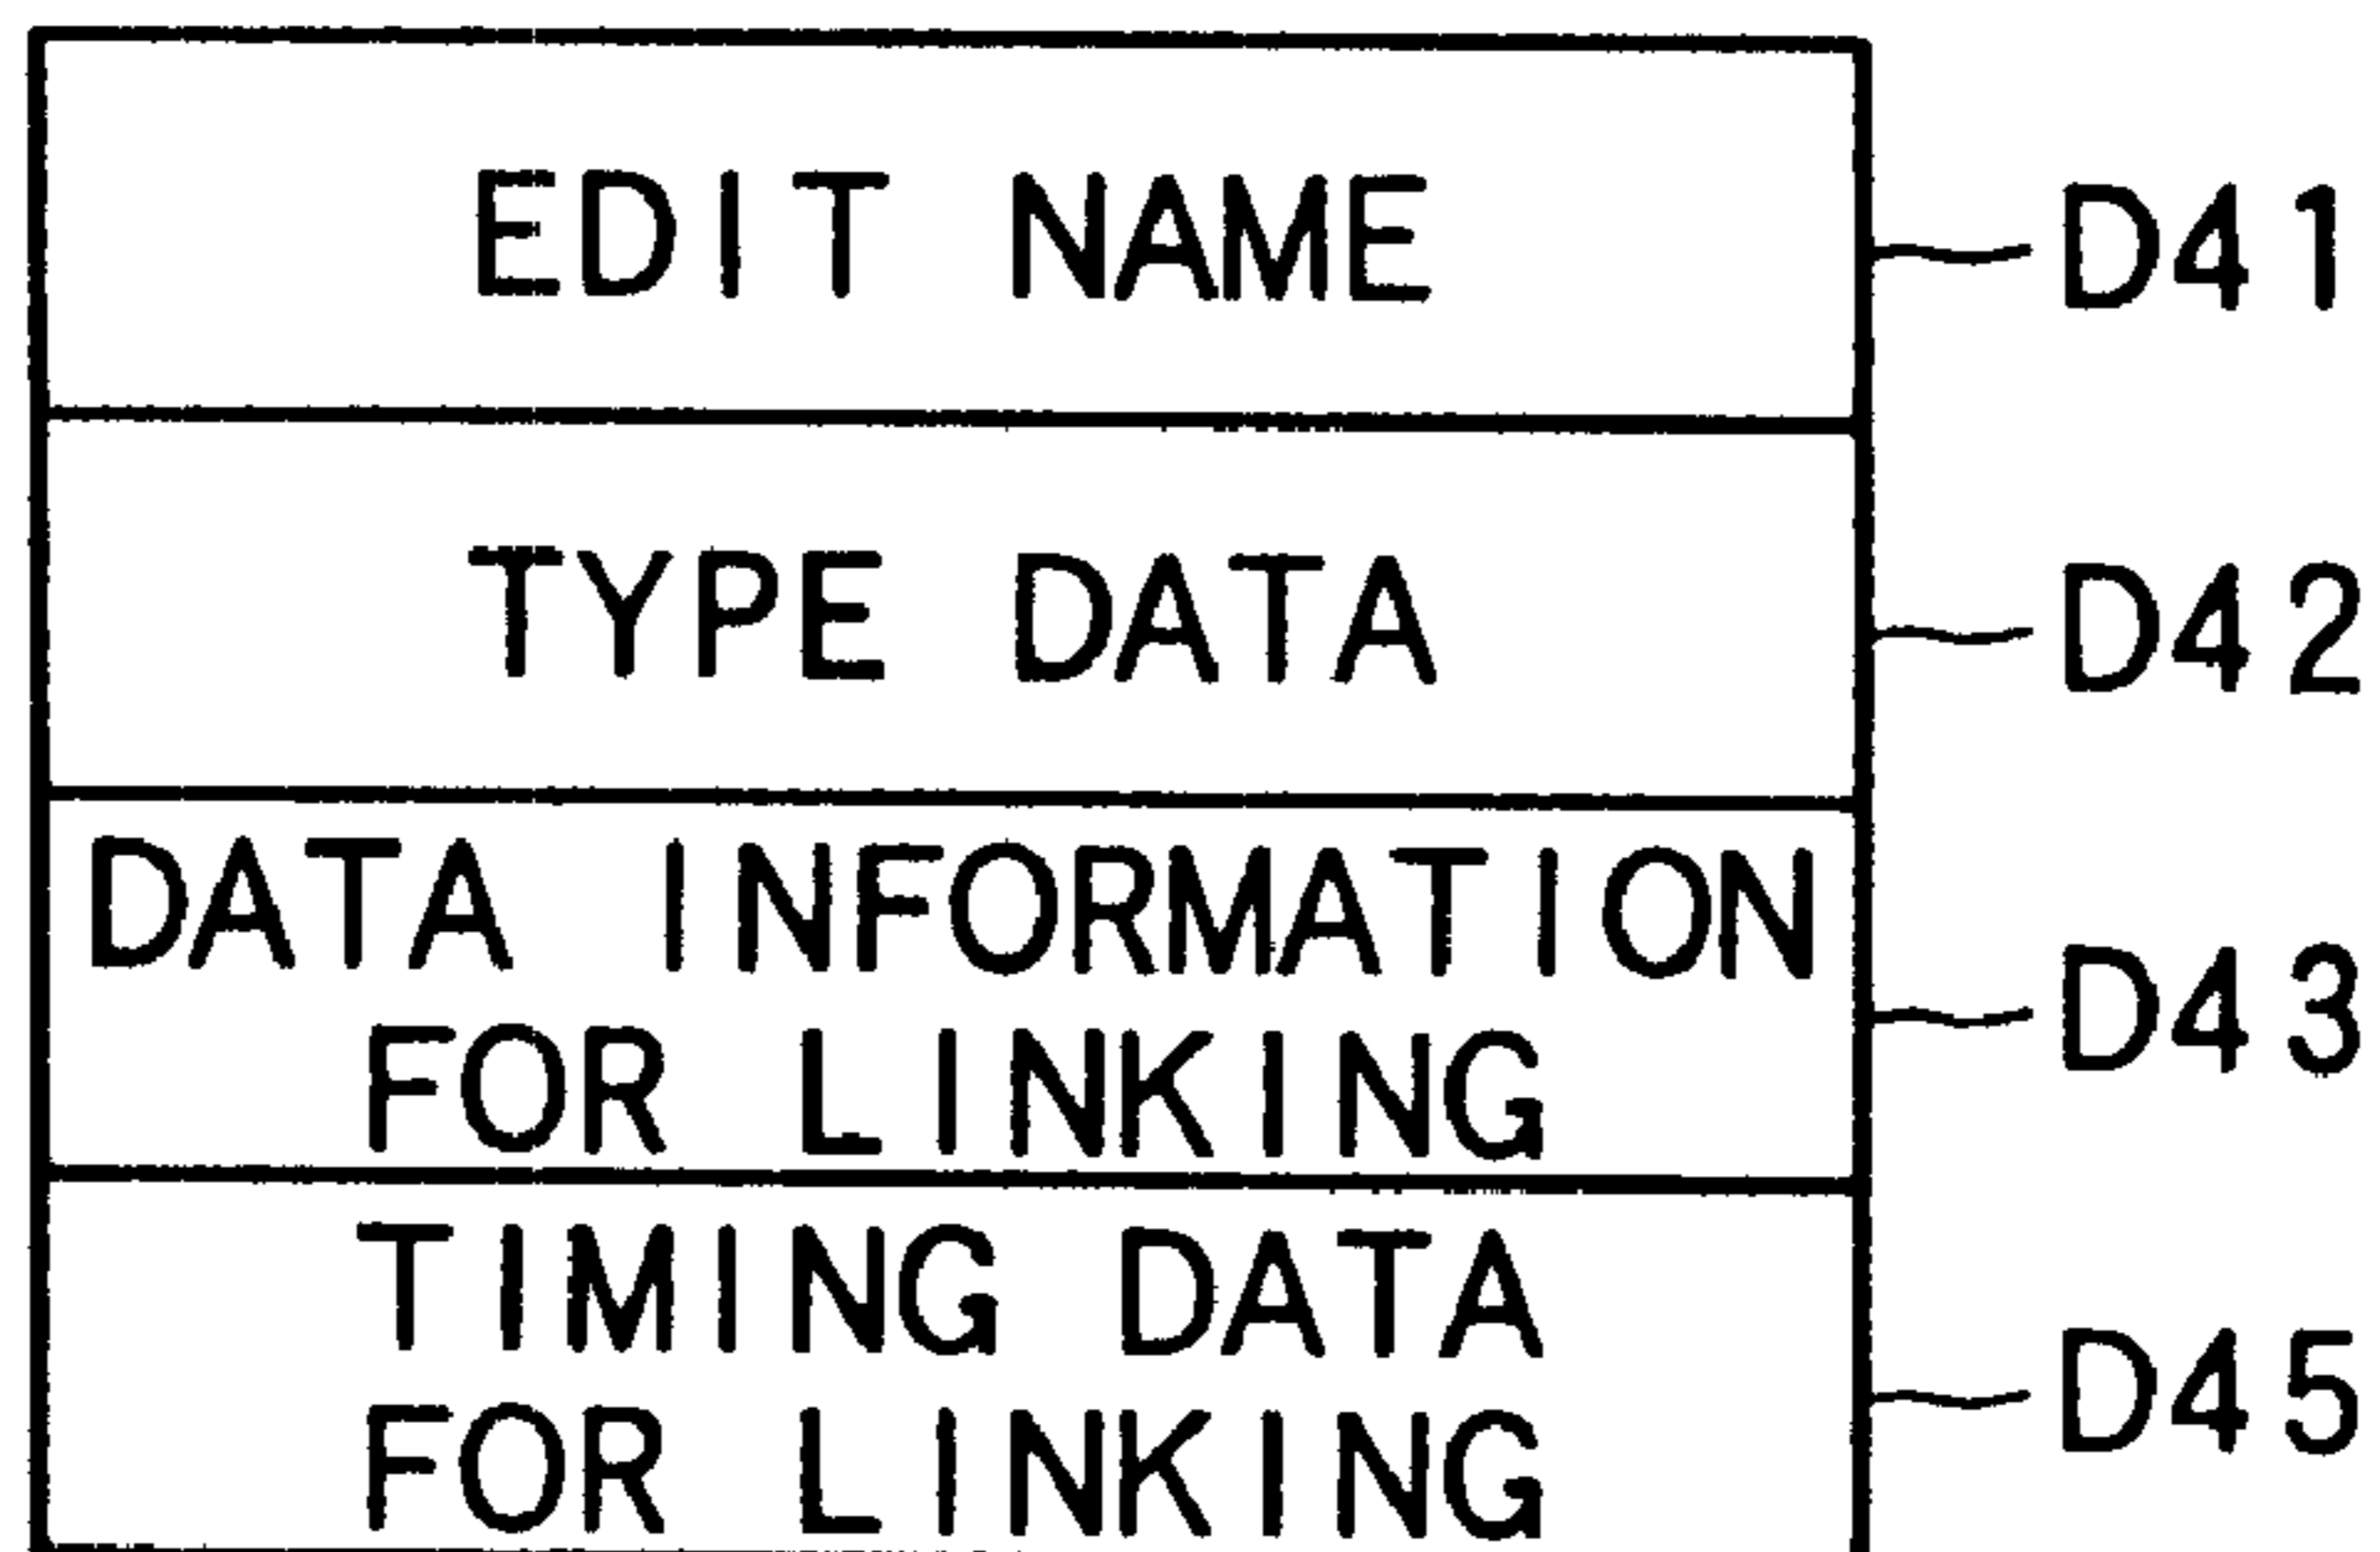 EDIT NAME D41
TYPE DATA D42
DATA INFORMATION
FOR LINKING D43
TIMING DATA
FOR LINKING D45